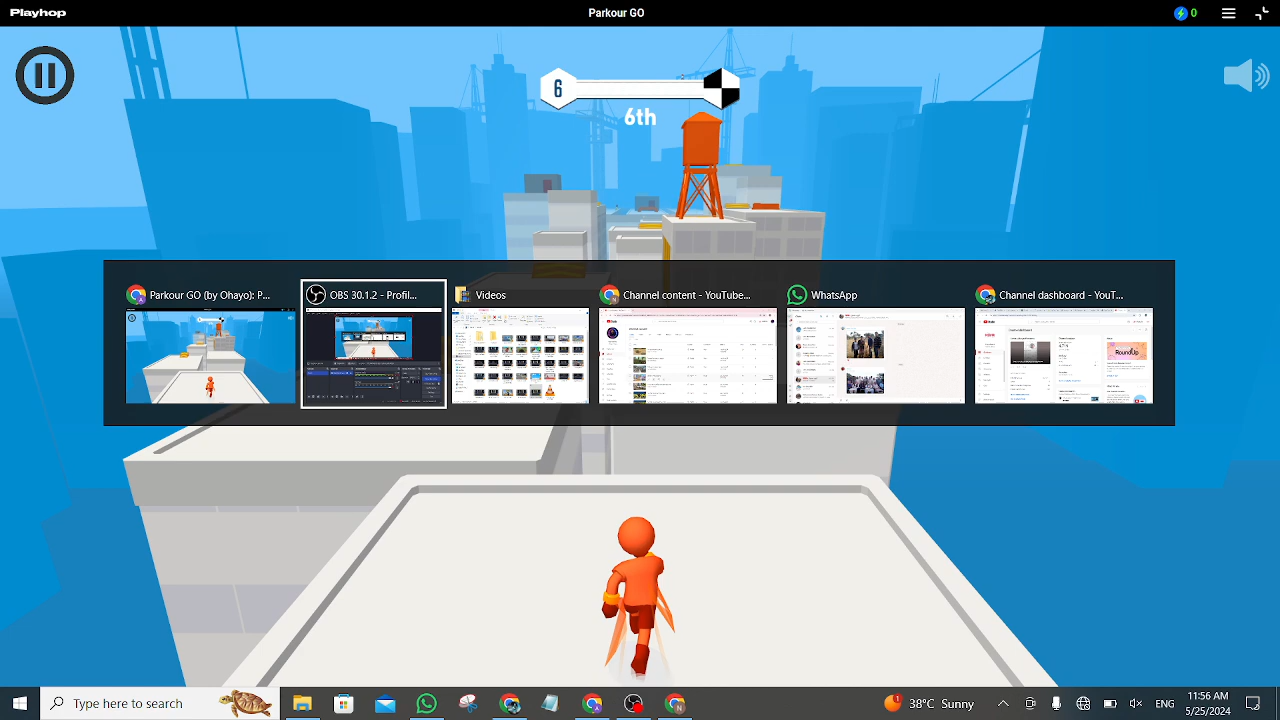 Playhop
Parkour GO
0
6
6th
Parkour GO (by Ohayo): P...
OBS 30.1.2 - Profil...
Videos
Channel content - YouTube...
WhatsApp
Channel dashboard - YouT...
Type here to search
1
38°C Sunny
ENG
11:56 AM
5/25/2024